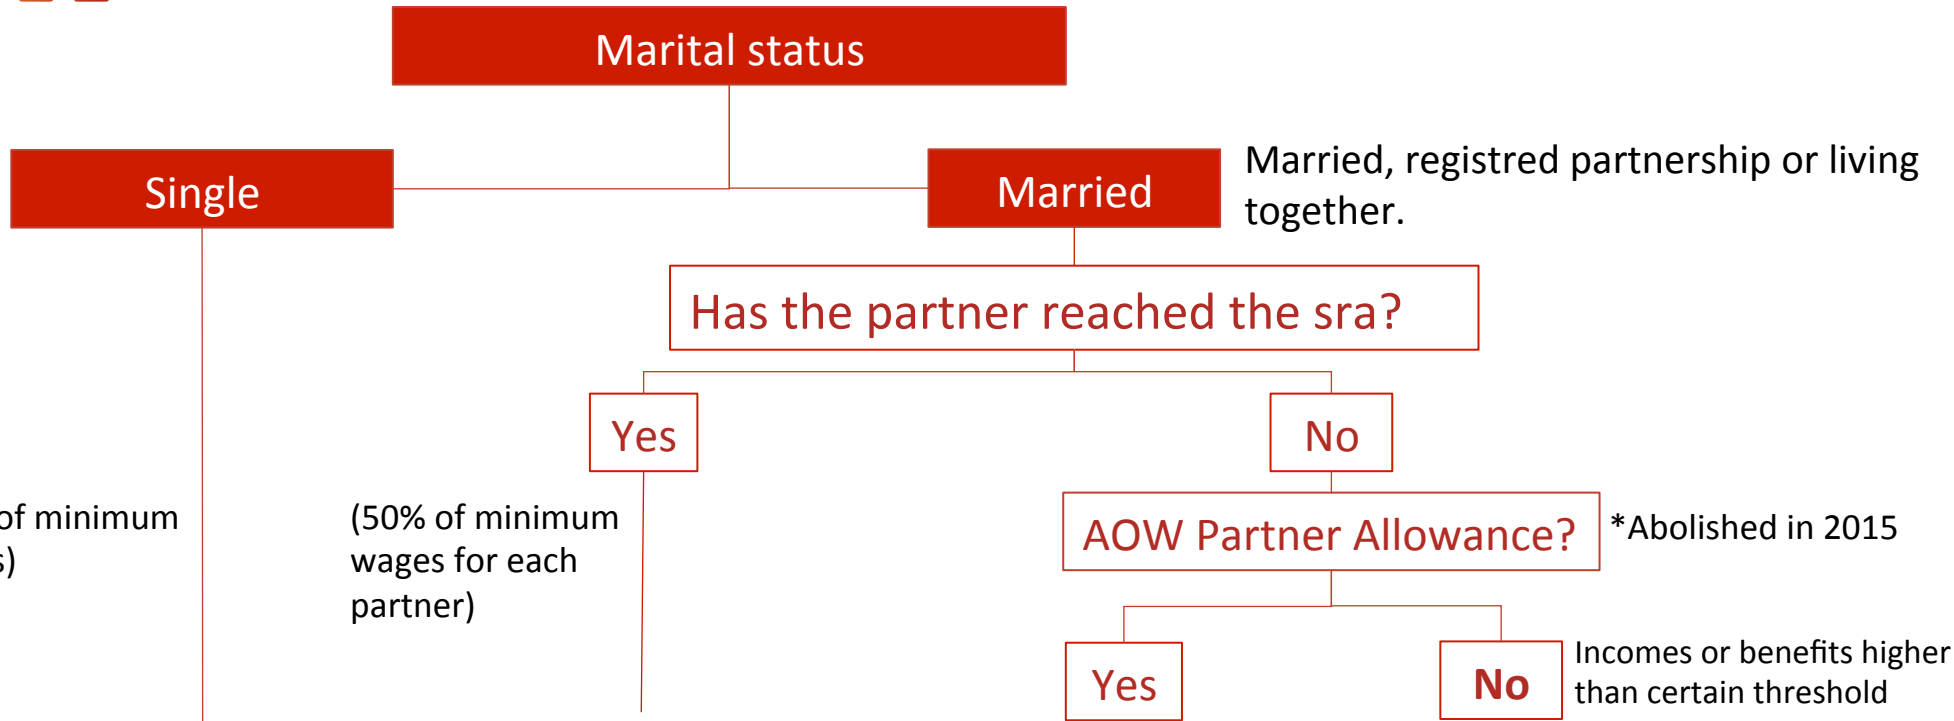 Marital status
Single
Married
Married, registred partnership or living
together.
Has the partner reached the sra?
Yes
No
of minimum
s)
(50% of minimum
wages for each
partner)
AOW Partner Allowance?
*Abolished in 2015
Yes
No
Incomes or benefits higher
than certain threshold